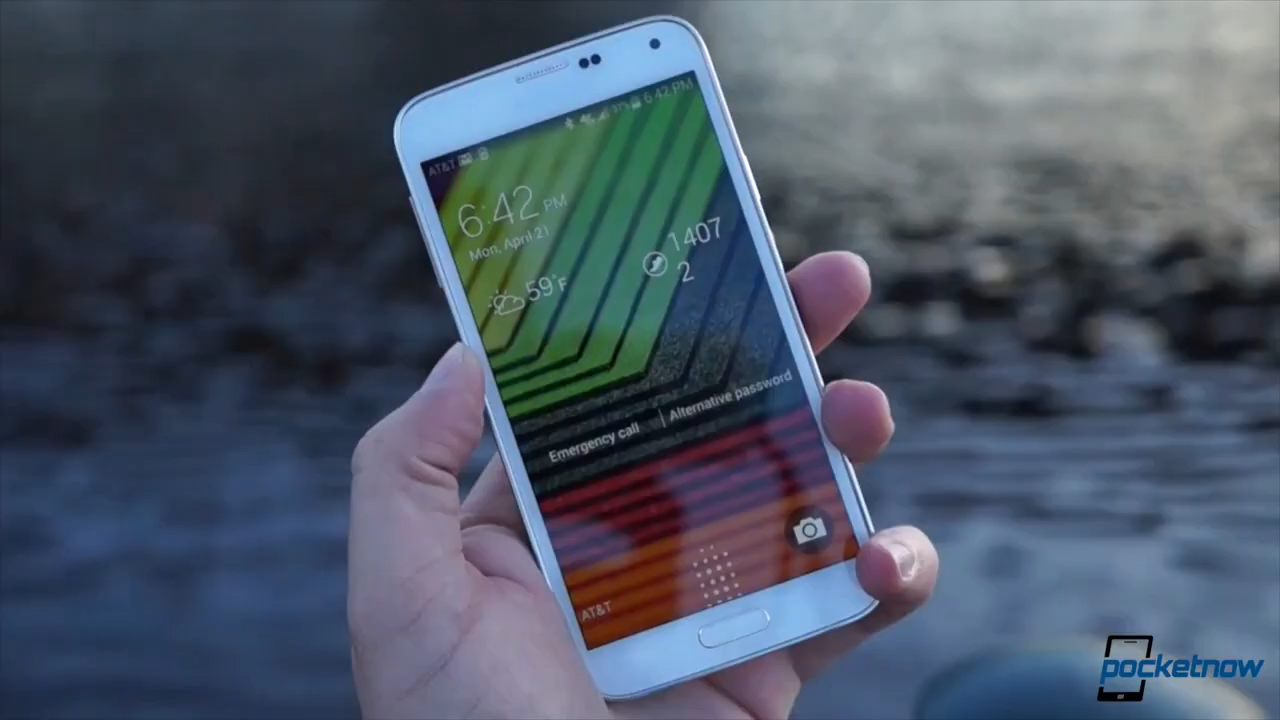 AT&T 37% 6:42 PM
6:42 PM
Mon, April 21
59°F
1407
2
Emergency call | Alternative password
AT&T
pocketnow